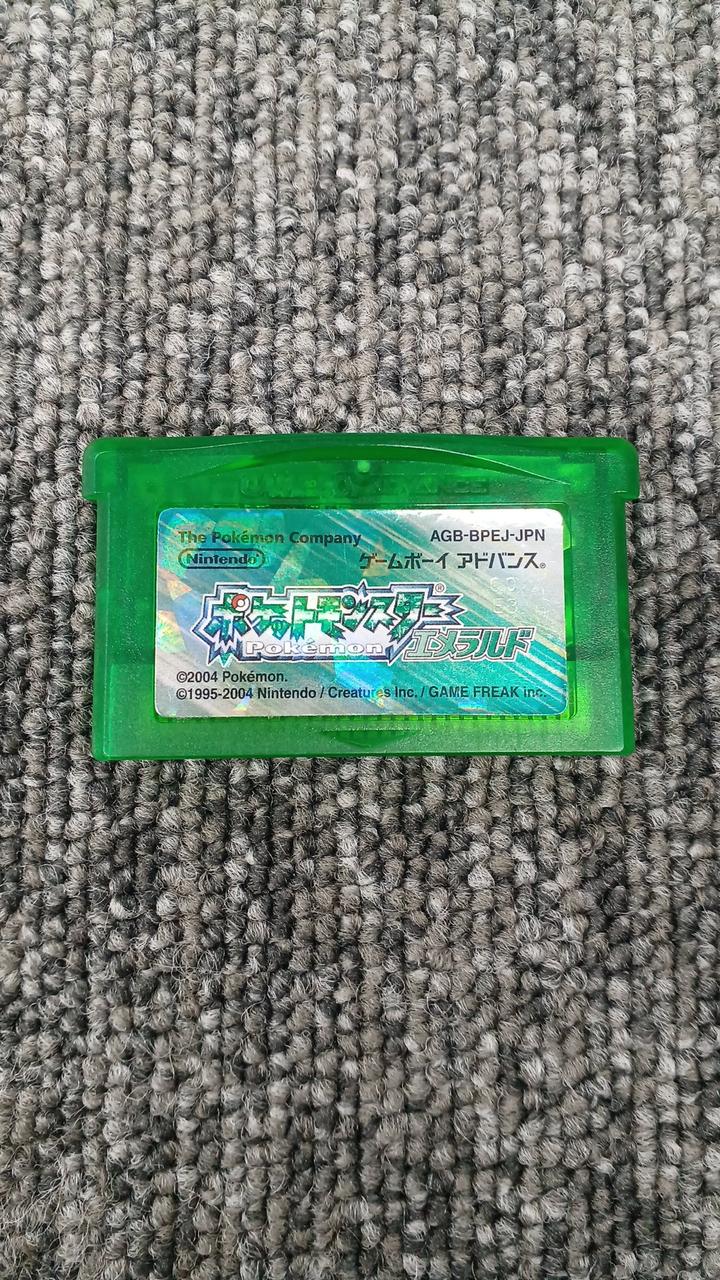 The Pokémon Company AGB-BPEJ-JPN
Nintendo® ゲームボーイ アドバンス®
ポケットモンスター®
Pokémon エメラルド
©2004 Pokémon.
©1995-2004 Nintendo / Creatures Inc. / GAME FREAK inc.